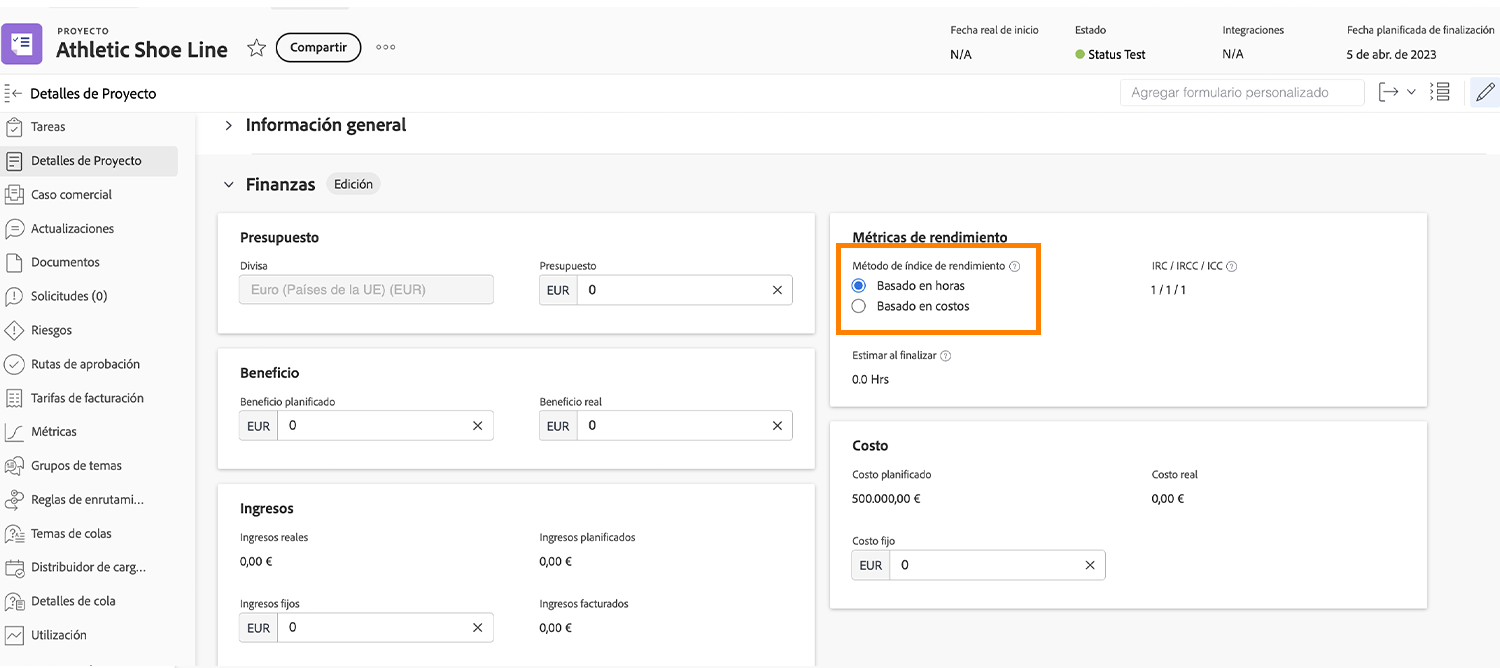 PROYECTO
Athletic Shoe Line
Compartir
Fecha real de inicio
N/A
Estado
Status Test
Integraciones
N/A
Fecha planificada de finalización
5 de abr. de 2023
Detalles de Proyecto
Agregar formulario personalizado
Tareas
Detalles de Proyecto
Caso comercial
Actualizaciones
Documentos
Solicitudes (0)
Riesgos
Rutas de aprobación
Tarifas de facturación
Métricas
Grupos de temas
Reglas de enrutami...
Temas de colas
Distribuidor de carg...
Detalles de cola
Utilización
Información general
Finanzas
Edición
Presupuesto
Divisa
Euro (Países de la UE) (EUR)
Presupuesto
EUR 0
Beneficio
Beneficio planificado
EUR 0
Beneficio real
EUR 0
Ingresos
Ingresos reales
0,00 €
Ingresos planificados
0,00 €
Ingresos fijos
EUR 0
Ingresos facturados
0,00 €
Métricas de rendimiento
Método de índice de rendimiento
Basado en horas
Basado en costos
IRC / IRCC / ICC
1 / 1 / 1
Estimar al finalizar
0.0 Hrs
Costo
Costo planificado
500.000,00 €
Costo real
0,00 €
Costo fijo
EUR 0